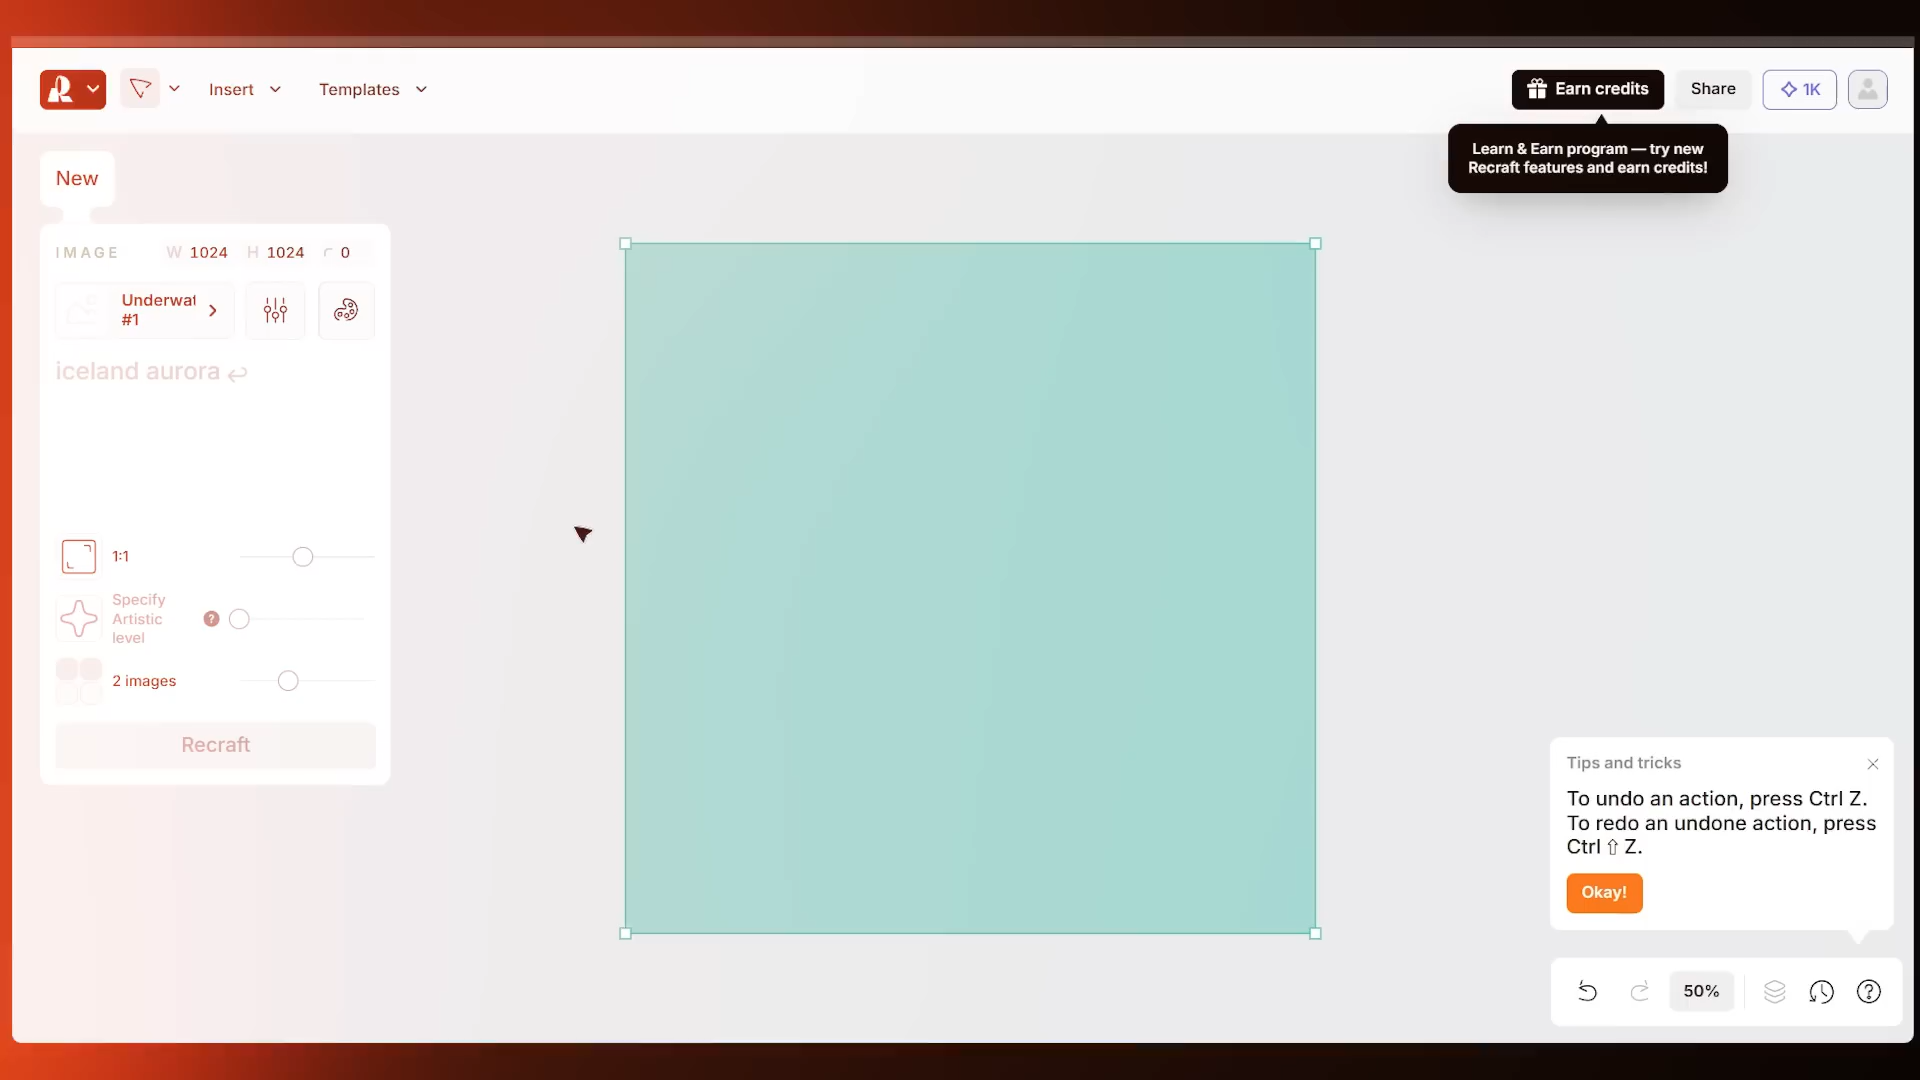 Insert
Templates
Earn credits
Share
1K
Learn & Earn program — try new
Recraft features and earn credits!
New
IMAGE W 1024 H 1024 0
Underwat
#1
iceland aurora ↩
1:1
Specify
Artistic
level
?
2 images
Recraft
Tips and tricks
To undo an action, press Ctrl Z.
To redo an undone action, press
Ctrl ⇧ Z.
Okay!
50%
?